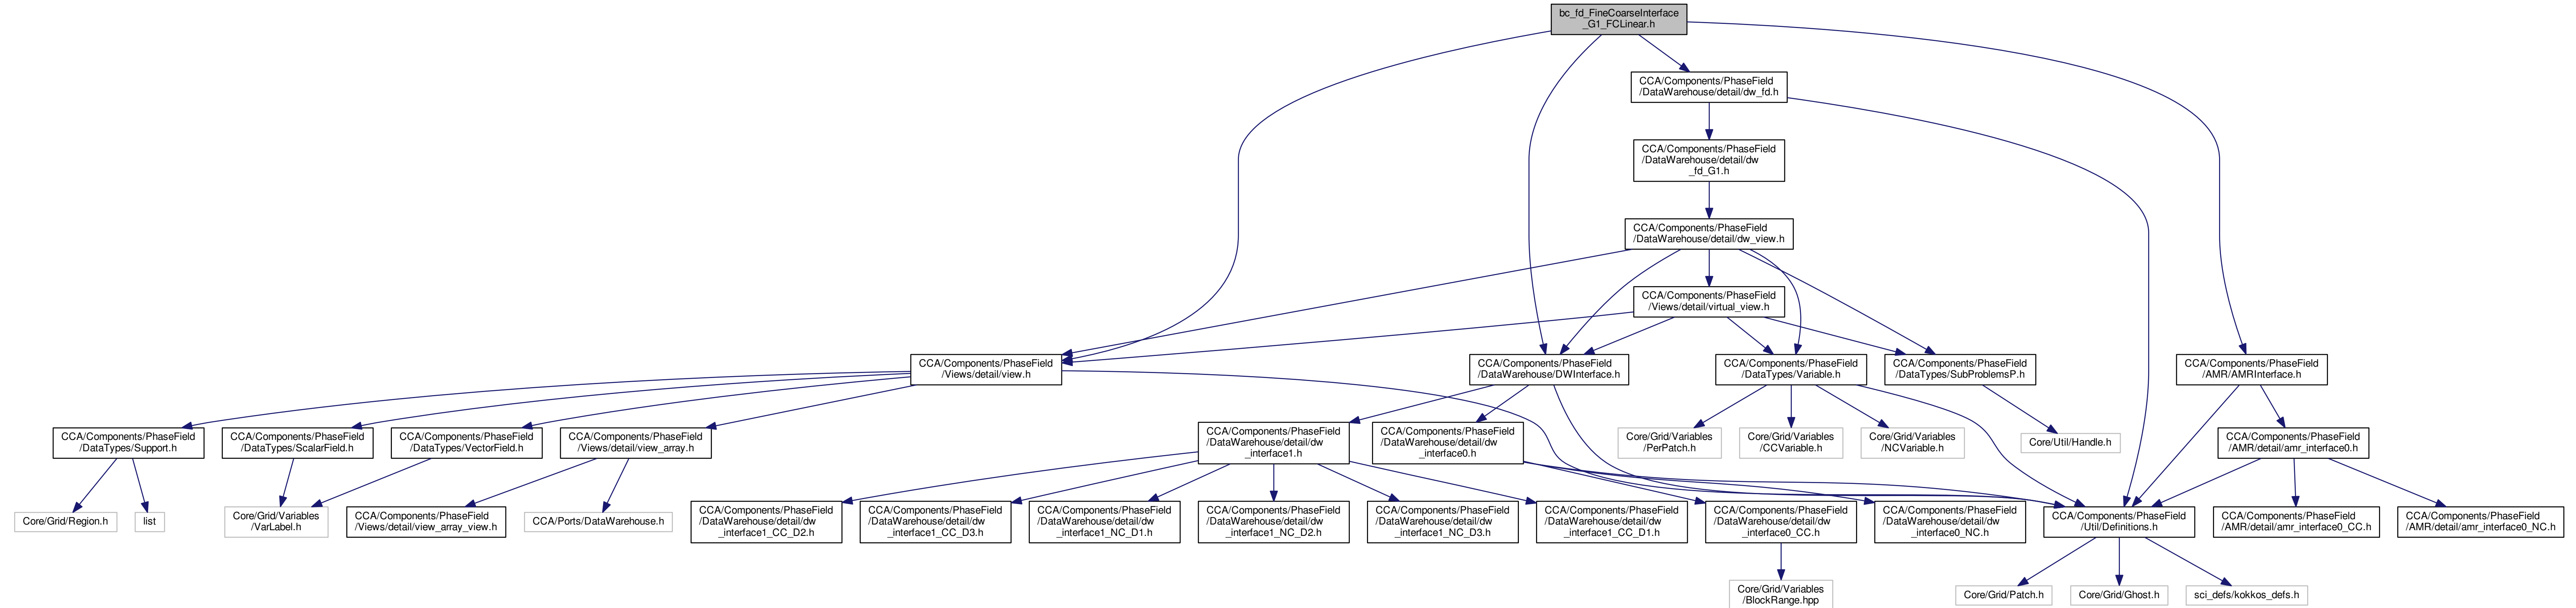 bc_fd_FineCoarseInterface
_G1_FCLinear.h
CCA/Components/PhaseField
/DataWarehouse/detail/dw_fd.h
CCA/Components/PhaseField
/DataWarehouse/detail/dw
_fd_G1.h
CCA/Components/PhaseField
/DataWarehouse/detail/dw_view.h
CCA/Components/PhaseField
/Views/detail/virtual_view.h
CCA/Components/PhaseField
/Views/detail/view.h
CCA/Components/PhaseField
/DataWarehouse/DWInterface.h
CCA/Components/PhaseField
/DataTypes/Variable.h
CCA/Components/PhaseField
/DataTypes/SubProblemsP.h
CCA/Components/PhaseField
/AMR/AMRInterface.h
CCA/Components/PhaseField
/DataTypes/Support.h
CCA/Components/PhaseField
/DataTypes/ScalarField.h
CCA/Components/PhaseField
/DataTypes/VectorField.h
CCA/Components/PhaseField
/Views/detail/view_array.h
CCA/Components/PhaseField
/DataWarehouse/detail/dw
_interface1.h
CCA/Components/PhaseField
/DataWarehouse/detail/dw
_interface0.h
Core/Grid/Variables
/PerPatch.h
Core/Grid/Variables
/CCVariable.h
Core/Grid/Variables
/NCVariable.h
Core/Util/Handle.h
CCA/Components/PhaseField
/AMR/detail/amr_interface0.h
Core/Grid/Region.h
list
Core/Grid/Variables
/VarLabel.h
CCA/Components/PhaseField
/Views/detail/view_array_view.h
CCA/Ports/DataWarehouse.h
CCA/Components/PhaseField
/DataWarehouse/detail/dw
_interface1_CC_D2.h
CCA/Components/PhaseField
/DataWarehouse/detail/dw
_interface1_CC_D3.h
CCA/Components/PhaseField
/DataWarehouse/detail/dw
_interface1_NC_D1.h
CCA/Components/PhaseField
/DataWarehouse/detail/dw
_interface1_NC_D2.h
CCA/Components/PhaseField
/DataWarehouse/detail/dw
_interface1_NC_D3.h
CCA/Components/PhaseField
/DataWarehouse/detail/dw
_interface1_CC_D1.h
CCA/Components/PhaseField
/DataWarehouse/detail/dw
_interface0_CC.h
CCA/Components/PhaseField
/DataWarehouse/detail/dw
_interface0_NC.h
CCA/Components/PhaseField
/Util/Definitions.h
CCA/Components/PhaseField
/AMR/detail/amr_interface0_CC.h
CCA/Components/PhaseField
/AMR/detail/amr_interface0_NC.h
Core/Grid/Variables
/BlockRange.hpp
Core/Grid/Patch.h
Core/Grid/Ghost.h
sci_defs/kokkos_defs.h